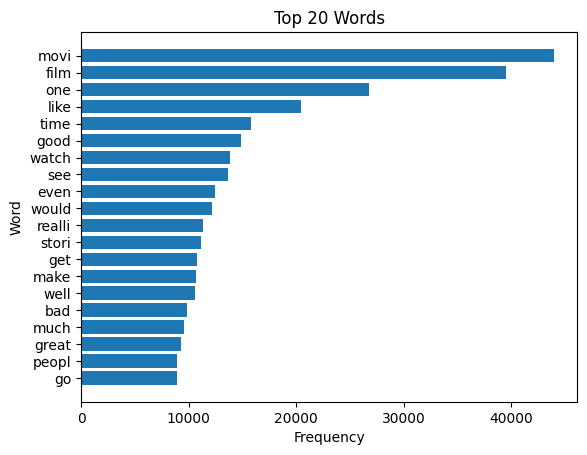 Top 20 Words
Word
movi
film
one
like
time
good
watch
see
even
would
realli
stori
get
make
well
bad
much
great
peopl
go
0 10000 20000 30000 40000
Frequency